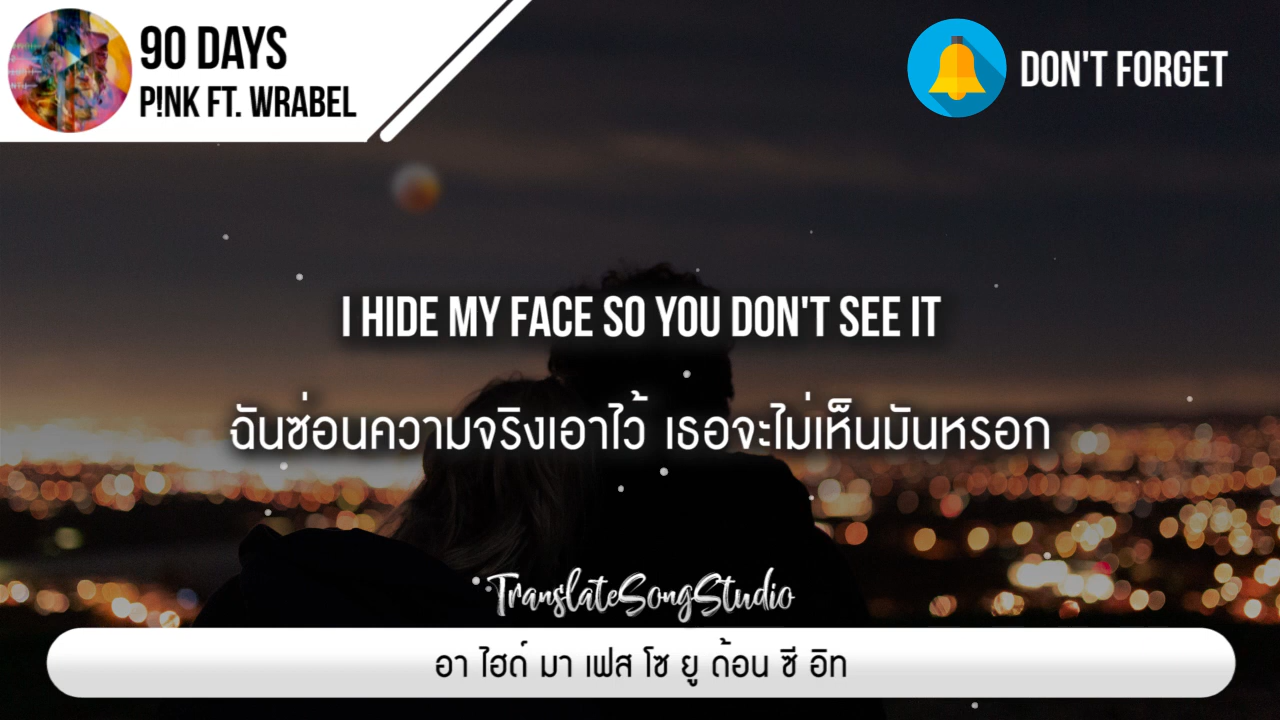 90 DAYS
P!NK FT. WRABEL
DON'T FORGET
I HIDE MY FACE SO YOU DON'T SEE IT
ฉันซ่อนความจริงเอาไว้ เธอจะไม่เห็นมันหรอก
TranslateSongStudio
อา ไฮด์ มา เฟส โซ ยู ด้อน ซี อิท